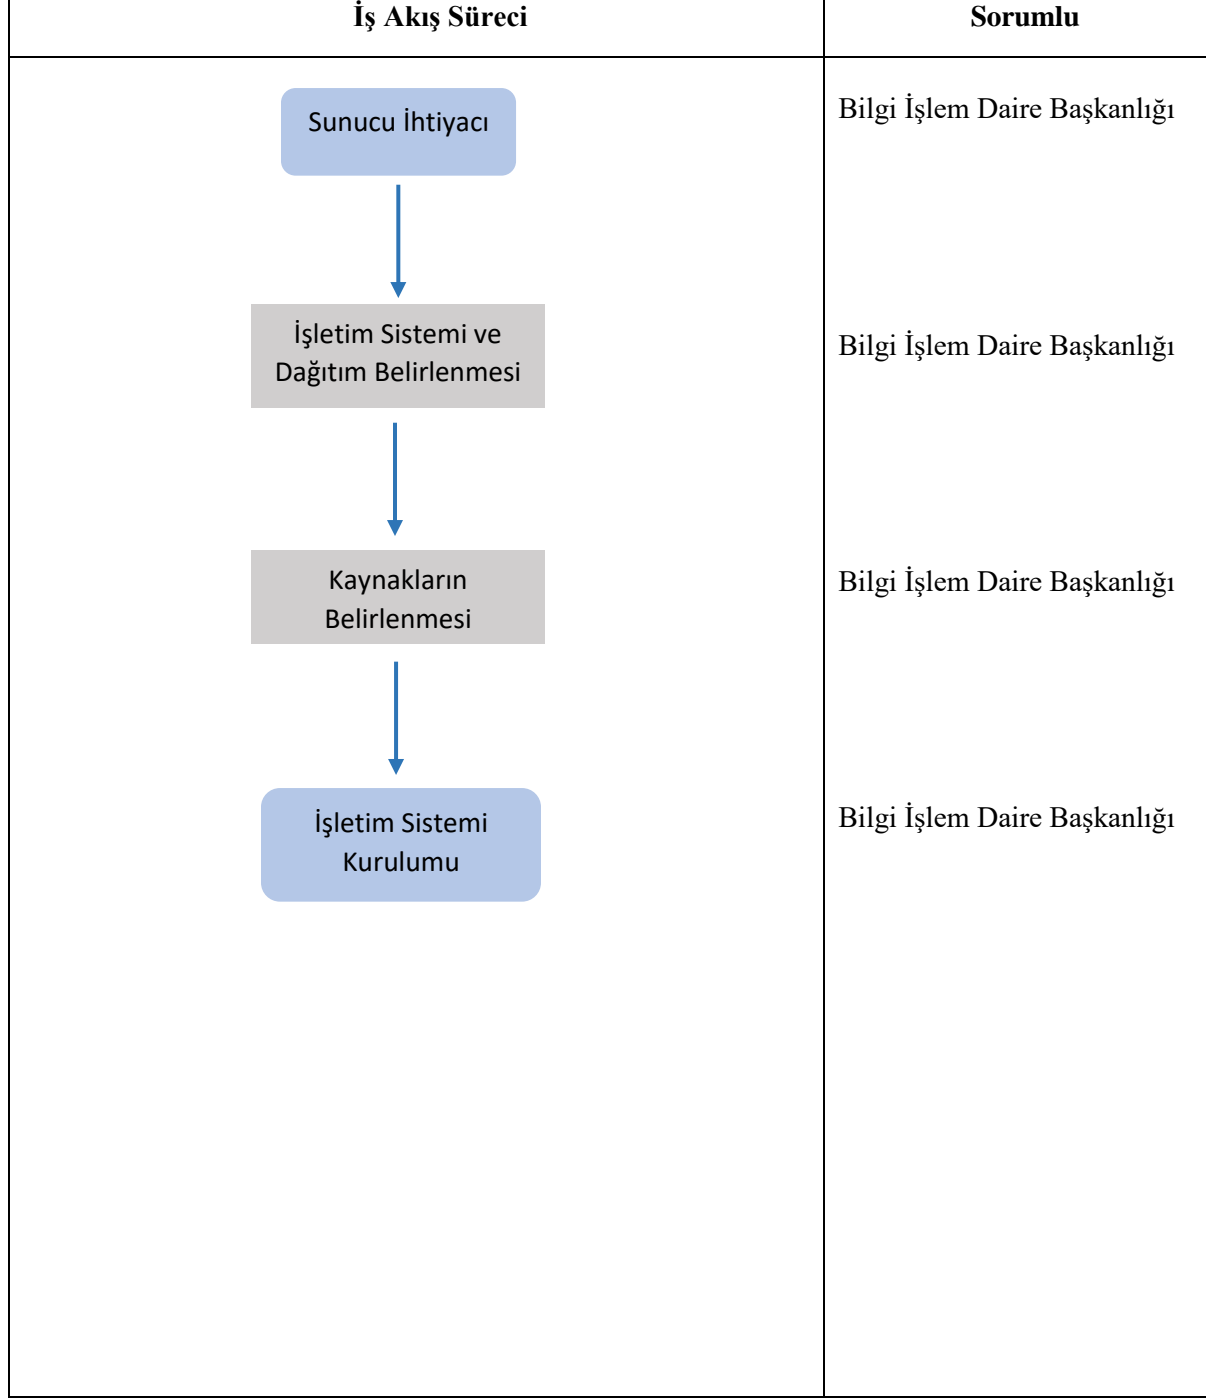 İş Akış Süreci
Sorumlu
Sunucu İhtiyacı
Bilgi İşlem Daire Başkanlığı
İşletim Sistemi ve
Dağıtım Belirlenmesi
Bilgi İşlem Daire Başkanlığı
Kaynakların
Belirlenmesi
Bilgi İşlem Daire Başkanlığı
İşletim Sistemi
Kurulumu
Bilgi İşlem Daire Başkanlığı